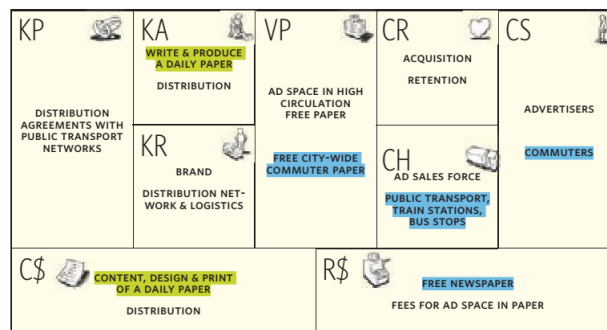 KP
DISTRIBUTION
AGREEMENTS WITH
PUBLIC TRANSPORT
NETWORKS
KA
WRITE & PRODUCE
A DAILY PAPER
DISTRIBUTION
KR
BRAND
DISTRIBUTION NET-
WORK & LOGISTICS
VP
AD SPACE IN HIGH
CIRCULATION
FREE PAPER
FREE CITY-WIDE
COMMUTER PAPER
CR
ACQUISITION
RETENTION
CH
AD SALES FORCE
PUBLIC TRANSPORT,
TRAIN STATIONS,
BUS STOPS
CS
ADVERTISERS
COMMUTERS
C$
CONTENT, DESIGN & PRINT
OF A DAILY PAPER
DISTRIBUTION
R$
FREE NEWSPAPER
FEES FOR AD SPACE IN PAPER